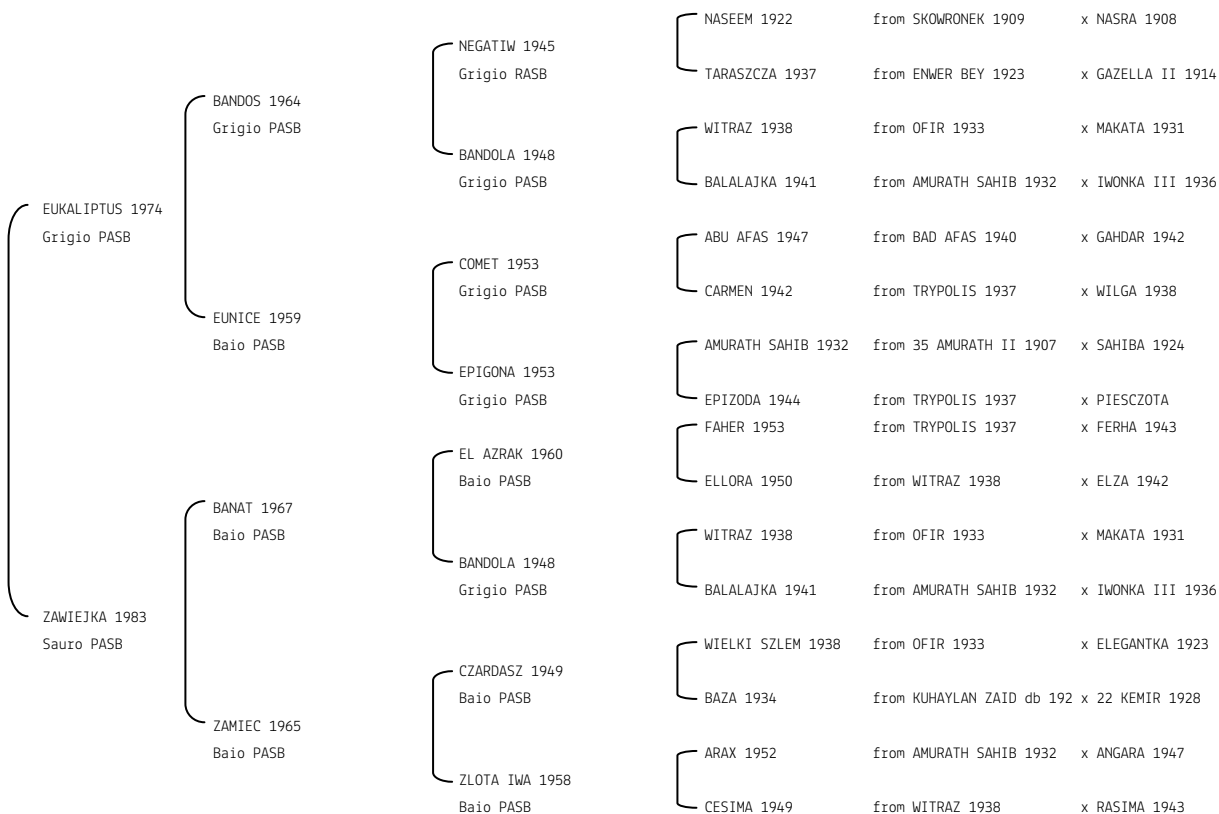 NASEEM 1922 from SKOWRONEK 1909 x NASRA 1908
NEGATIW 1945
Grigio RASB
TARASZCZA 1937 from ENWER BEY 1923 x GAZELLA II 1914
BANDOS 1964
Grigio PASB
WITRAZ 1938 from OFIR 1933 x MAKATA 1931
BANDOLA 1948
Grigio PASB
BALALAJKA 1941 from AMURATH SAHIB 1932 x IWONKA III 1936
EUKALIPTUS 1974
Grigio PASB
ABU AFAS 1947 from BAD AFAS 1940 x GAHDAR 1942
COMET 1953
Grigio PASB
CARMEN 1942 from TRYPOLIS 1937 x WILGA 1938
EUNICE 1959
Baio PASB
AMURATH SAHIB 1932 from 35 AMURATH II 1907 x SAHIBA 1924
EPIGONA 1953
Grigio PASB
EPIZODA 1944 from TRYPOLIS 1937 x PIESCZOTA
FAHER 1953 from TRYPOLIS 1937 x FERHA 1943
EL AZRAK 1960
Baio PASB
ELLORA 1950 from WITRAZ 1938 x ELZA 1942
BANAT 1967
Baio PASB
WITRAZ 1938 from OFIR 1933 x MAKATA 1931
BANDOLA 1948
Grigio PASB
BALALAJKA 1941 from AMURATH SAHIB 1932 x IWONKA III 1936
ZAWIEJKA 1983
Sauro PASB
WIELKI SZLEM 1938 from OFIR 1933 x ELEGANTKA 1923
CZARDASZ 1949
Baio PASB
BAZA 1934 from KUHAYLAN ZAID db 192 x 22 KEMIR 1928
ZAMIEC 1965
Baio PASB
ARAX 1952 from AMURATH SAHIB 1932 x ANGARA 1947
ZLOTA IWA 1958
Baio PASB
CESIMA 1949 from WITRAZ 1938 x RASIMA 1943